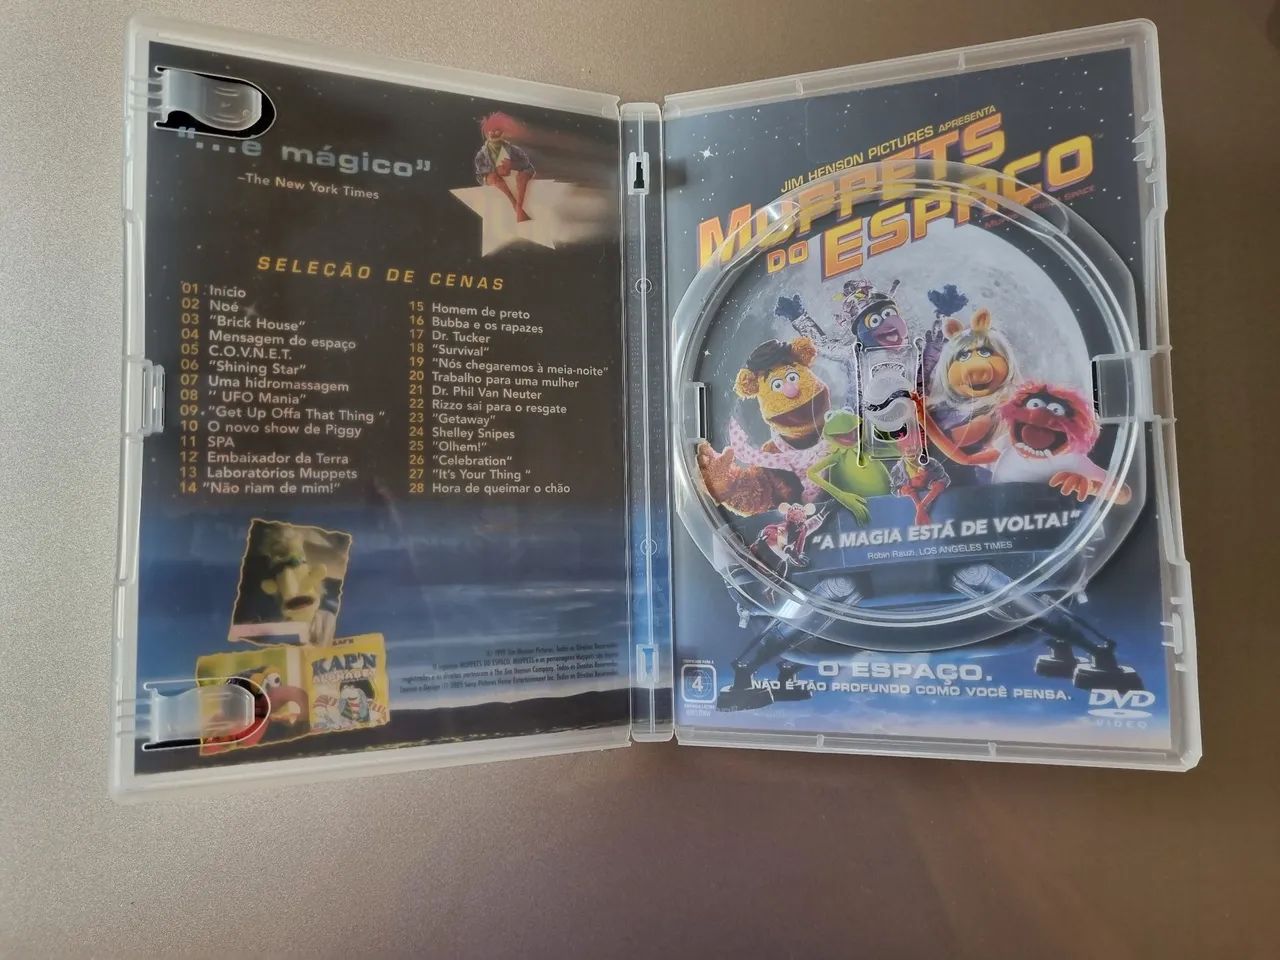 “...é mágico”
–The New York Times
SELEÇÃO DE CENAS
01 Início
02 Noé
03 “Brick House”
04 Mensagem do espaço
05 C.O.V.N.E.T.
06 “Shining Star”
07 Uma hidromassagem
08 “ UFO Mania”
09 “Get Up Offa That Thing ”
10 O novo show de Piggy
11 SPA
12 Embaixador da Terra
13 Laboratórios Muppets
14 “Não riam de mim!”
15 Homem de preto
16 Bubba e os rapazes
17 Dr. Tucker
18 “Survival”
19 “Nós chegaremos à meia-noite”
20 Trabalho para uma mulher
21 Dr. Phil Van Neuter
22 Rizzo sai para o resgate
23 “Getaway”
24 Shelley Snipes
25 “Olhem!”
26 “Celebration”
27 “It's Your Thing ”
28 Hora de queimar o chão
KAP'N
JIM HENSON PICTURES APRESENTA
MUPPETS
DO ESPAÇO
“A MAGIA ESTÁ DE VOLTA!”
Robin Rauzi, LOS ANGELES TIMES
O ESPAÇO.
NÃO É TÃO PROFUNDO COMO VOCÊ PENSA.
4
DVD
VIDEO